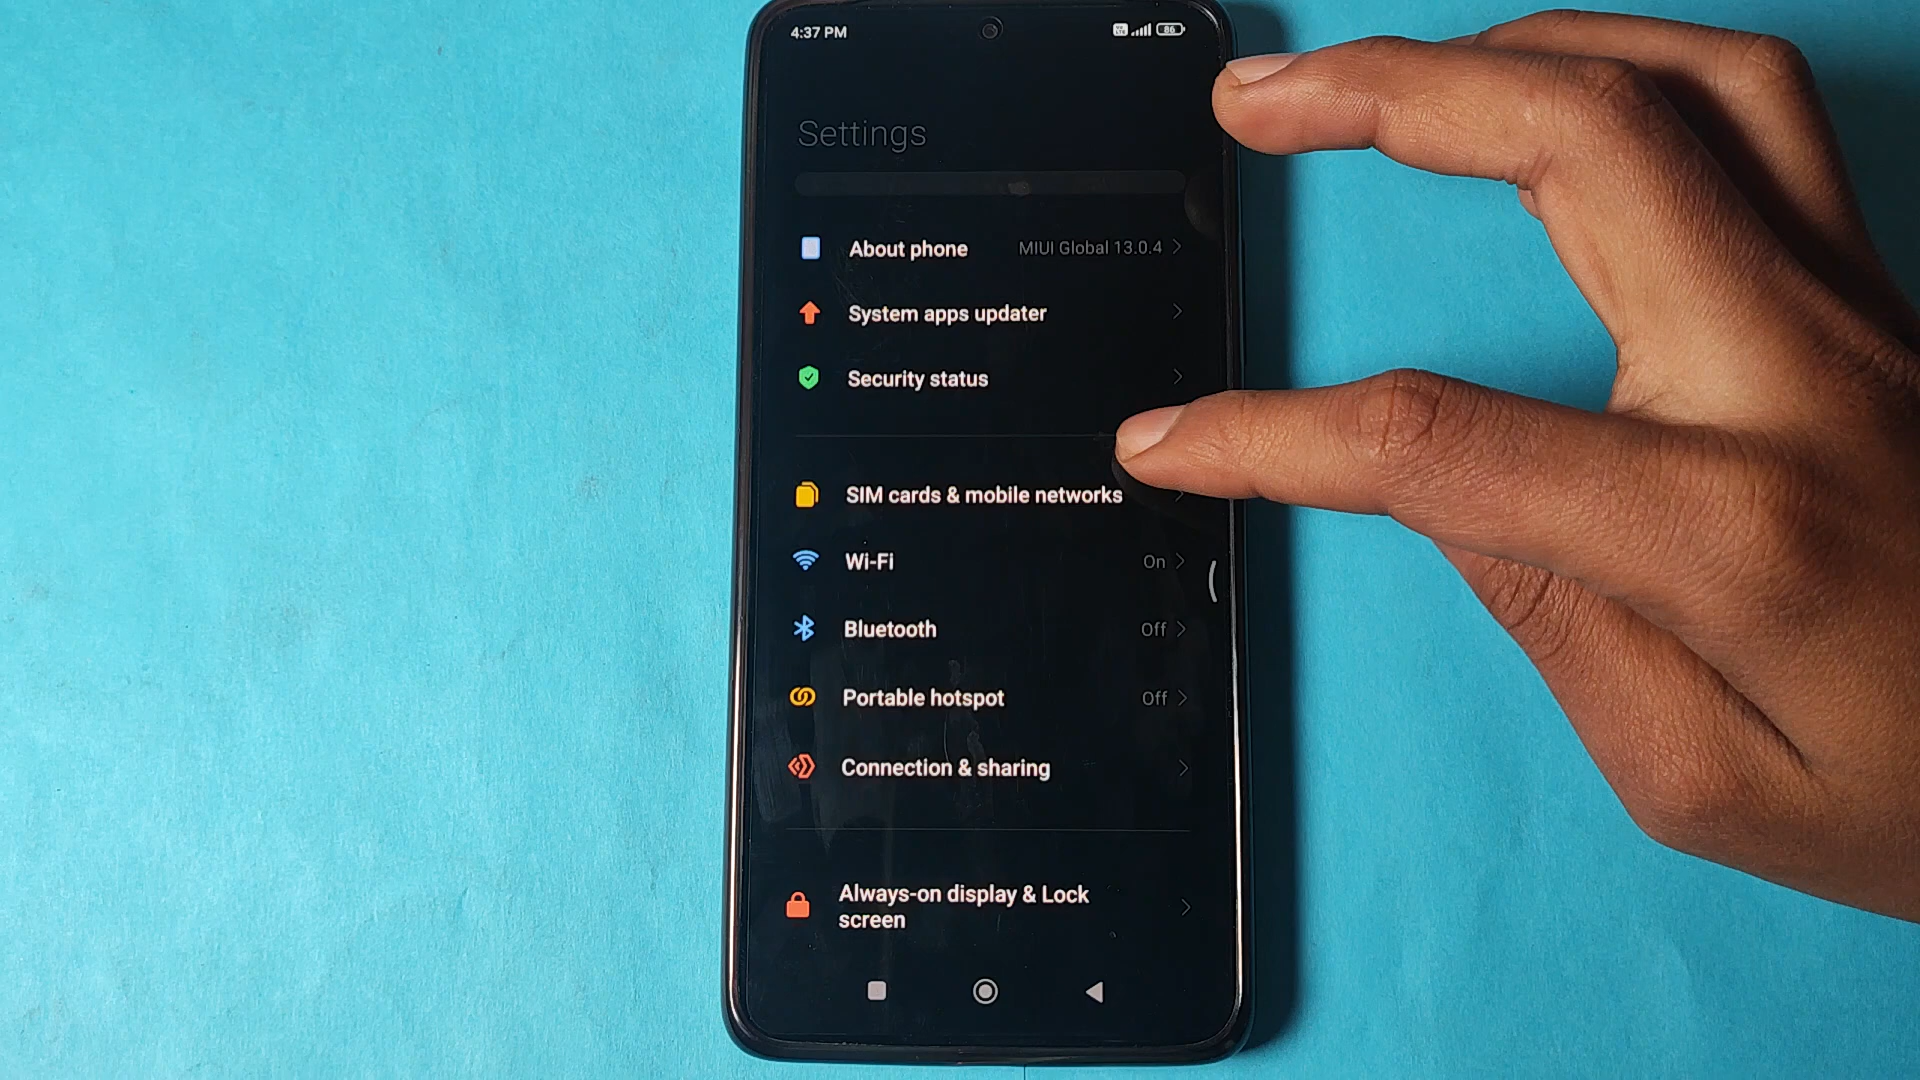 4:37 PM
86
Settings
About phone MIUI Global 13.0.4
System apps updater
Security status
SIM cards & mobile networks
Wi-Fi On
Bluetooth Off
Portable hotspot Off
Connection & sharing
Always-on display & Lock
screen